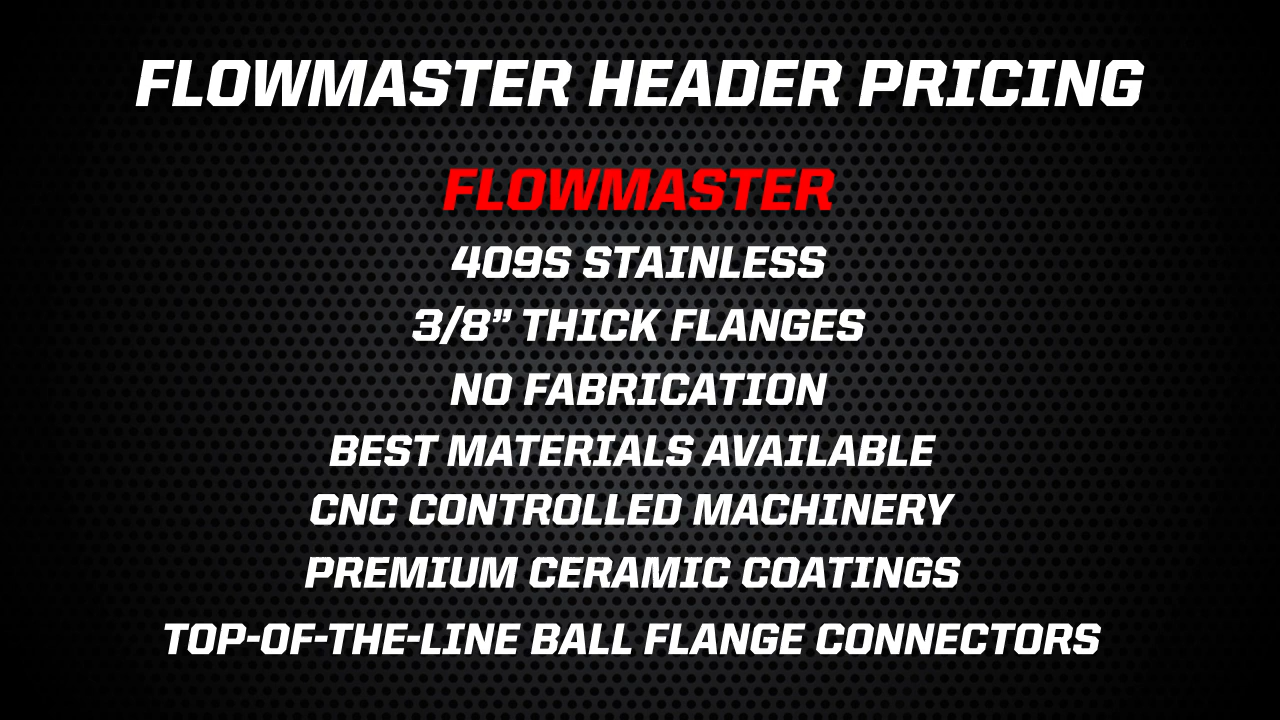 FLOWMASTER HEADER PRICING
FLOWMASTER
409S STAINLESS
3/8” THICK FLANGES
NO FABRICATION
BEST MATERIALS AVAILABLE
CNC CONTROLLED MACHINERY
PREMIUM CERAMIC COATINGS
TOP-OF-THE-LINE BALL FLANGE CONNECTORS